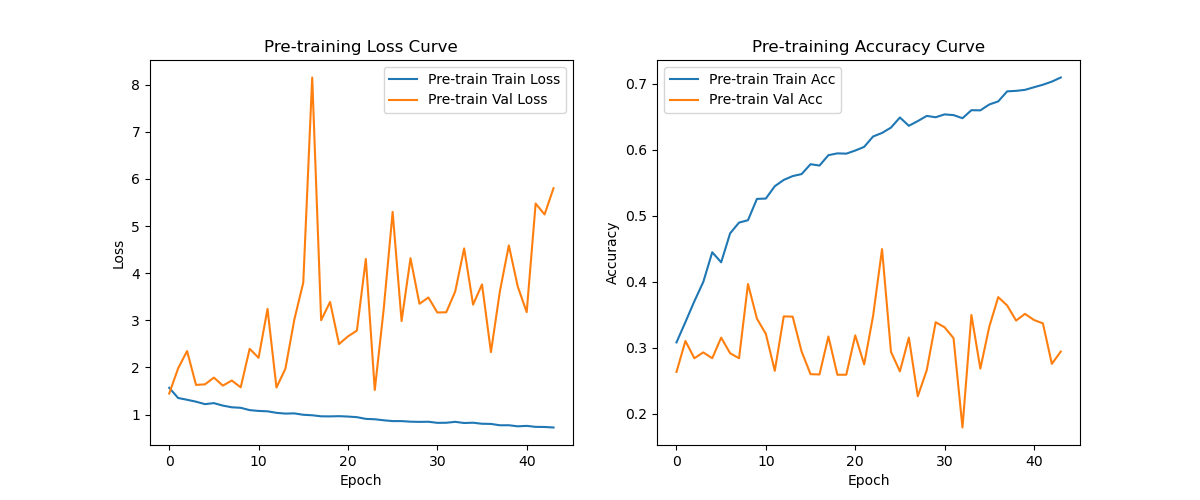 Pre-training Loss Curve
Pre-train Train Loss
Pre-train Val Loss
8
7
6
5
4
3
2
1
Loss
0
10
20
30
40
Epoch
Pre-training Accuracy Curve
Pre-train Train Acc
Pre-train Val Acc
0.7
0.6
0.5
0.4
0.3
0.2
Accuracy
0
10
20
30
40
Epoch